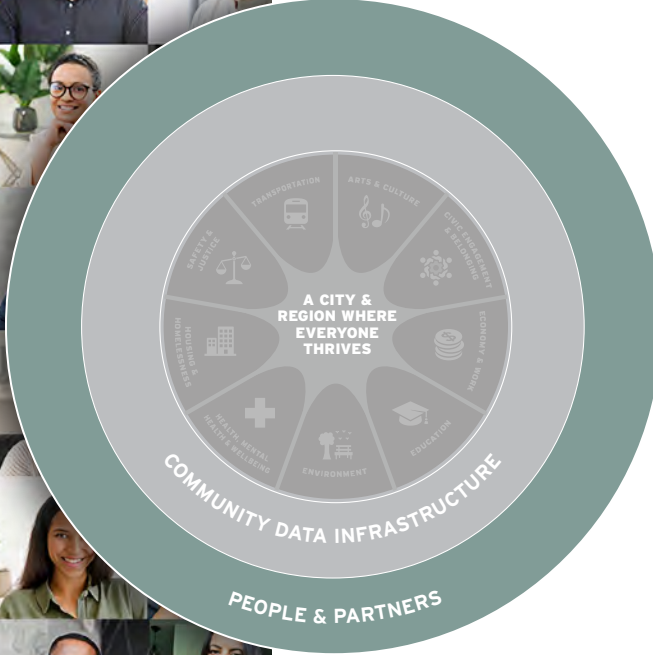 TRANSPORTATION
ARTS & CULTURE
CIVIC ENGAGEMENT
& BELONGING
ECONOMY & WORK
EDUCATION
ENVIRONMENT
HEALTH, MENTAL
HEALTH & WELLBEING
HOUSING &
HOMELESSNESS
SAFETY &
JUSTICE
A CITY &
REGION WHERE
EVERYONE
THRIVES
COMMUNITY DATA INFRASTRUCTURE
PEOPLE & PARTNERS